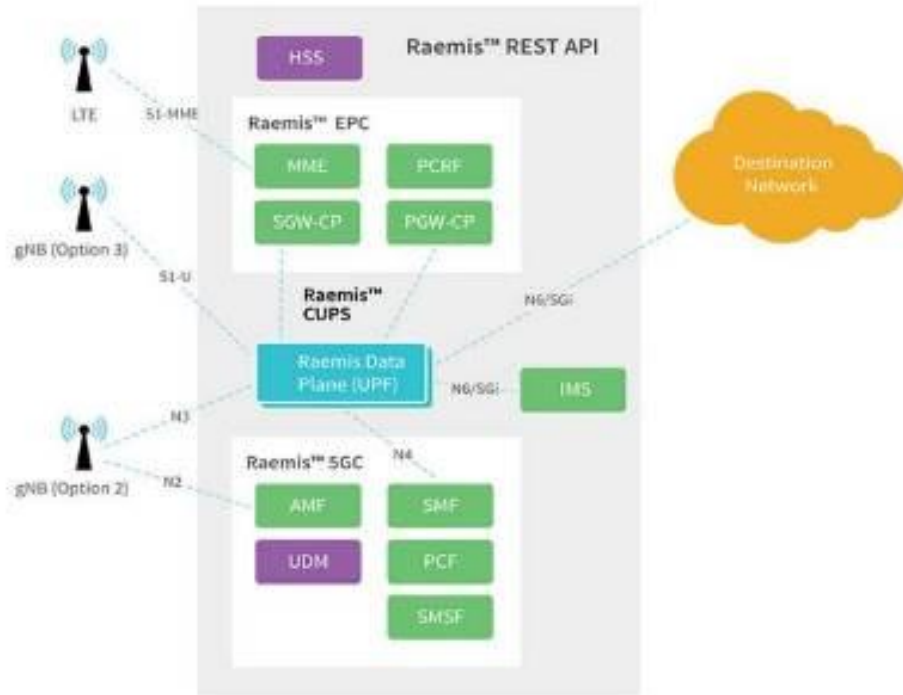 HSS
Raemis™ REST API
LTE
S1-MME
Raemis™ EPC
MME
PCRF
SGW-CP
PGW-CP
Destination
Network
gNB (Option 3)
S1-U
Raemis™
CUPS
N6/SGi
Raemis Data
Plane (UPF)
N6/SGi
IMS
N3
gNB (Option 2)
N2
Raemis™ 5GC
N4
AMF
SMF
UDM
PCF
SMSF